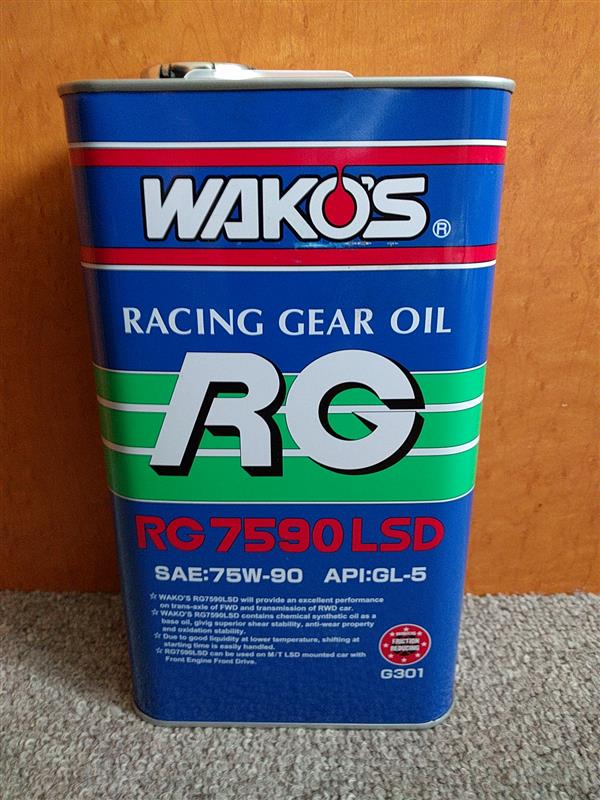 WAKO'S®
RACING GEAR OIL
RG
RG7590LSD
SAE:75W-90 API:GL-5
☆ WAKO'S RG7590LSD will provide an excellent performance
on trans-axle of FWD and transmission of RWD car.
☆ WAKO'S RG7590LSD contains chemical synthetic oil as a
base oil, givig superior shear stability, anti-wear property
and oxidation stability.
☆ Due to good liquidity at lower temperature, shifting at
starting time is easily handled.
☆ RG7590LSD can be used on M/T LSD mounted car with
Front Engine Front Drive.
FRICTION
REDUCING
G301